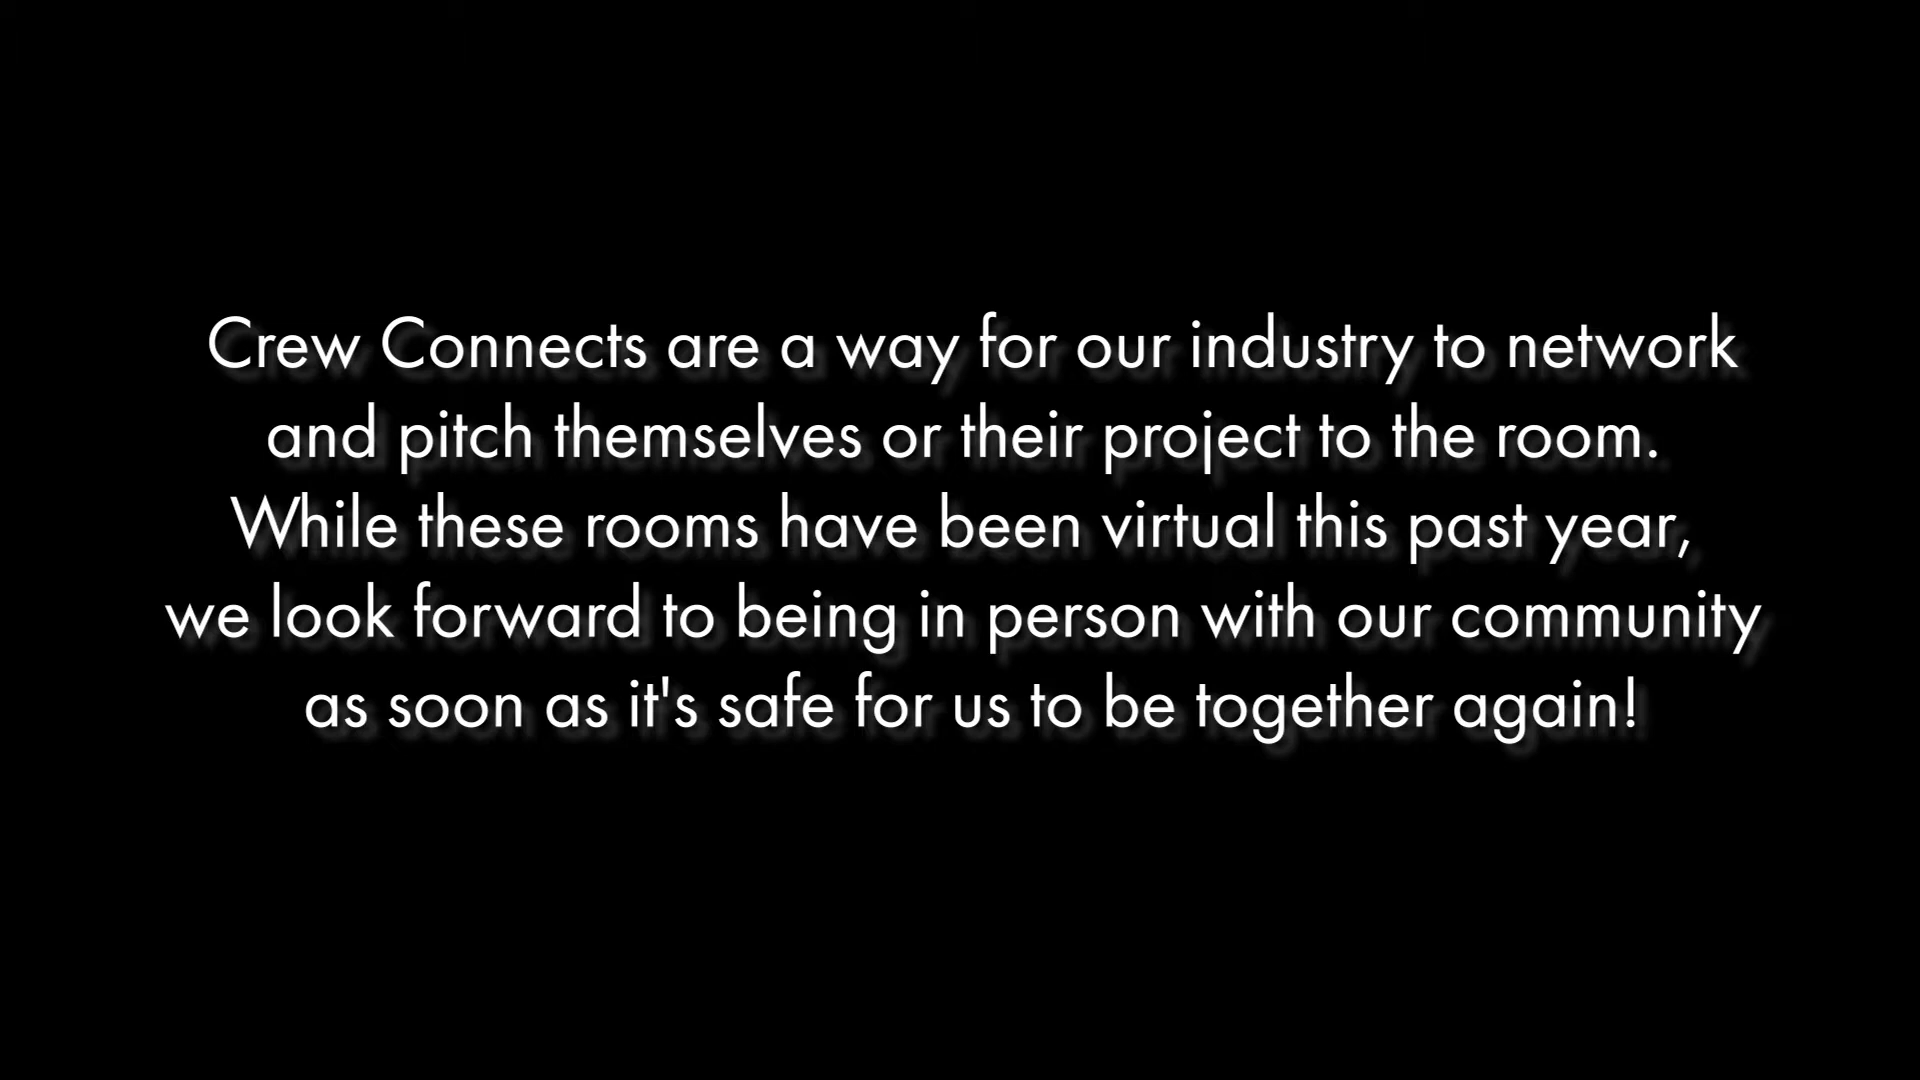 Crew Connects are a way for our industry to network
and pitch themselves or their project to the room.
While these rooms have been virtual this past year,
we look forward to being in person with our community
as soon as it's safe for us to be together again!